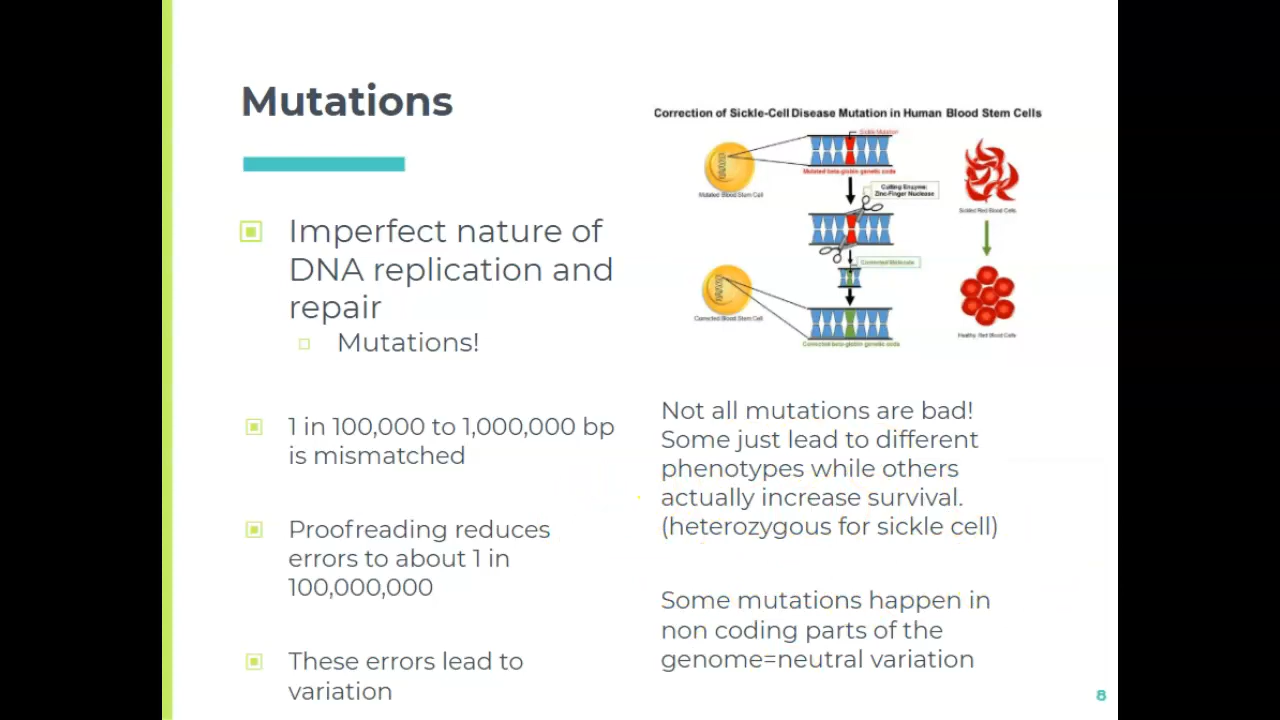 Mutations
Imperfect nature of
DNA replication and
repair
Mutations!
1 in 100,000 to 1,000,000 bp
is mismatched
Proofreading reduces
errors to about 1 in
100,000,000
These errors lead to
variation
Correction of Sickle-Cell Disease Mutation in Human Blood Stem Cells
Sickle Mutation
Mutated beta-globin genetic code
Mutated Blood Stem Cell
Cutting Enzyme:
Zinc-Finger Nuclease
Sickled Red Blood Cells
Corrected Blood Stem Cell
Corrected beta-globin genetic code
Healthy Red Blood Cells
Not all mutations are bad!
Some just lead to different
phenotypes while others
actually increase survival.
(heterozygous for sickle cell)
Some mutations happen in
non coding parts of the
genome=neutral variation
8